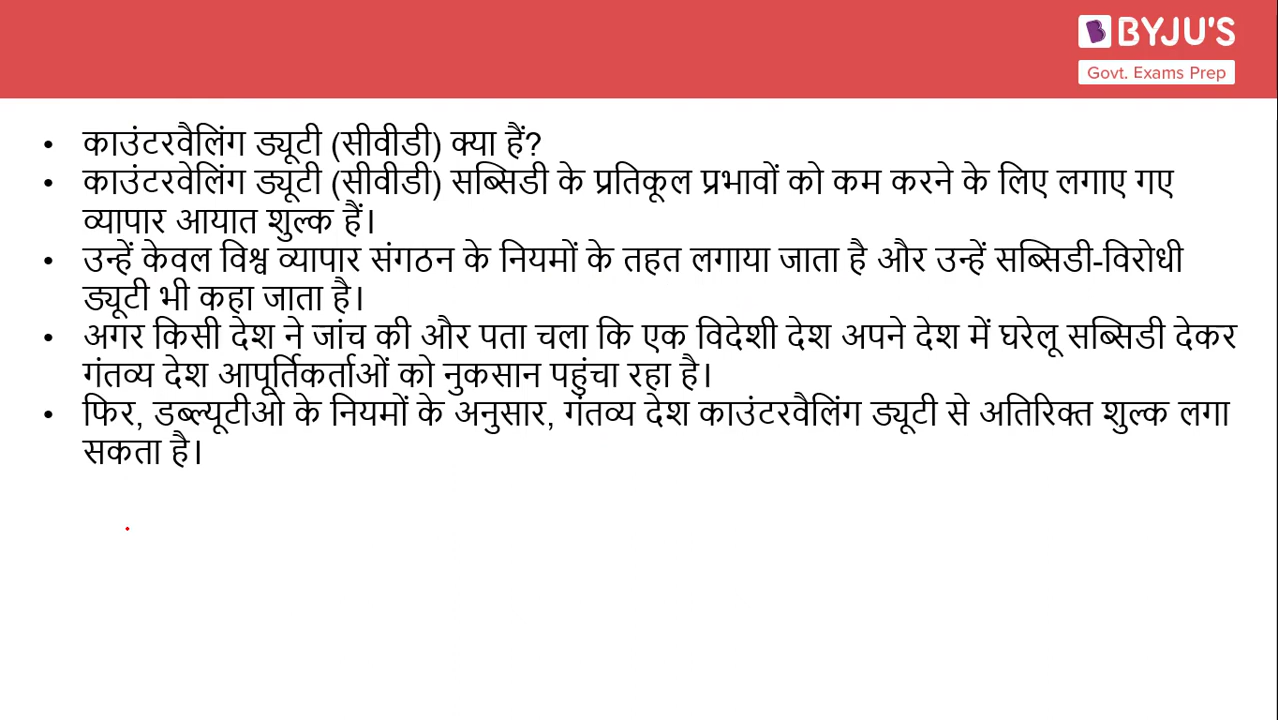 BYJU'S
Govt. Exams Prep
• काउंटरवैलिंग ड्यूटी (सीवीडी) क्या हैं?
• काउंटरवेलिंग ड्यूटी (सीवीडी) सब्सिडी के प्रतिकूल प्रभावों को कम करने के लिए लगाए गए
व्यापार आयात शुल्क हैं।
• उन्हें केवल विश्व व्यापार संगठन के नियमों के तहत लगाया जाता है और उन्हें सब्सिडी-विरोधी
ड्यूटी भी कहा जाता है।
• अगर किसी देश ने जांच की और पता चला कि एक विदेशी देश अपने देश में घरेलू सब्सिडी देकर
गंतव्य देश आपूर्तिकर्ताओं को नुकसान पहुंचा रहा है।
• फिर, डब्ल्यूटीओ के नियमों के अनुसार, गंतव्य देश काउंटरवैलिंग ड्यूटी से अतिरिक्त शुल्क लगा
सकता है।